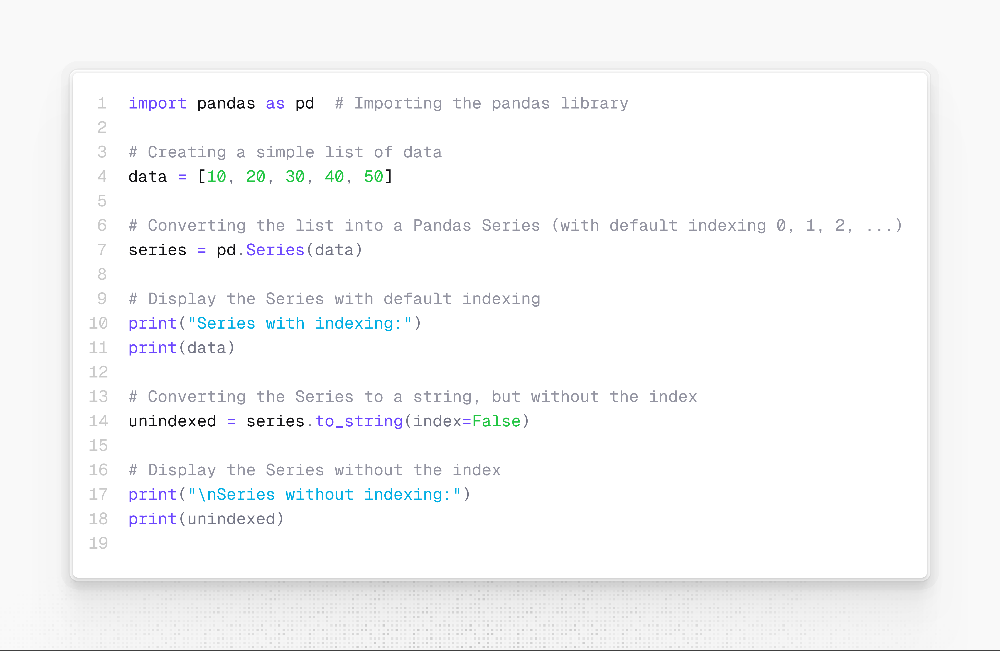 1 import pandas as pd  # Importing the pandas library
2
3 # Creating a simple list of data
4 data = [10, 20, 30, 40, 50]
5
6 # Converting the list into a Pandas Series (with default indexing 0, 1, 2, ...)
7 series = pd.Series(data)
8
9 # Display the Series with default indexing
10 print("Series with indexing:")
11 print(data)
12
13 # Converting the Series to a string, but without the index
14 unindexed = series.to_string(index=False)
15
16 # Display the Series without the index
17 print("\nSeries without indexing:")
18 print(unindexed)
19